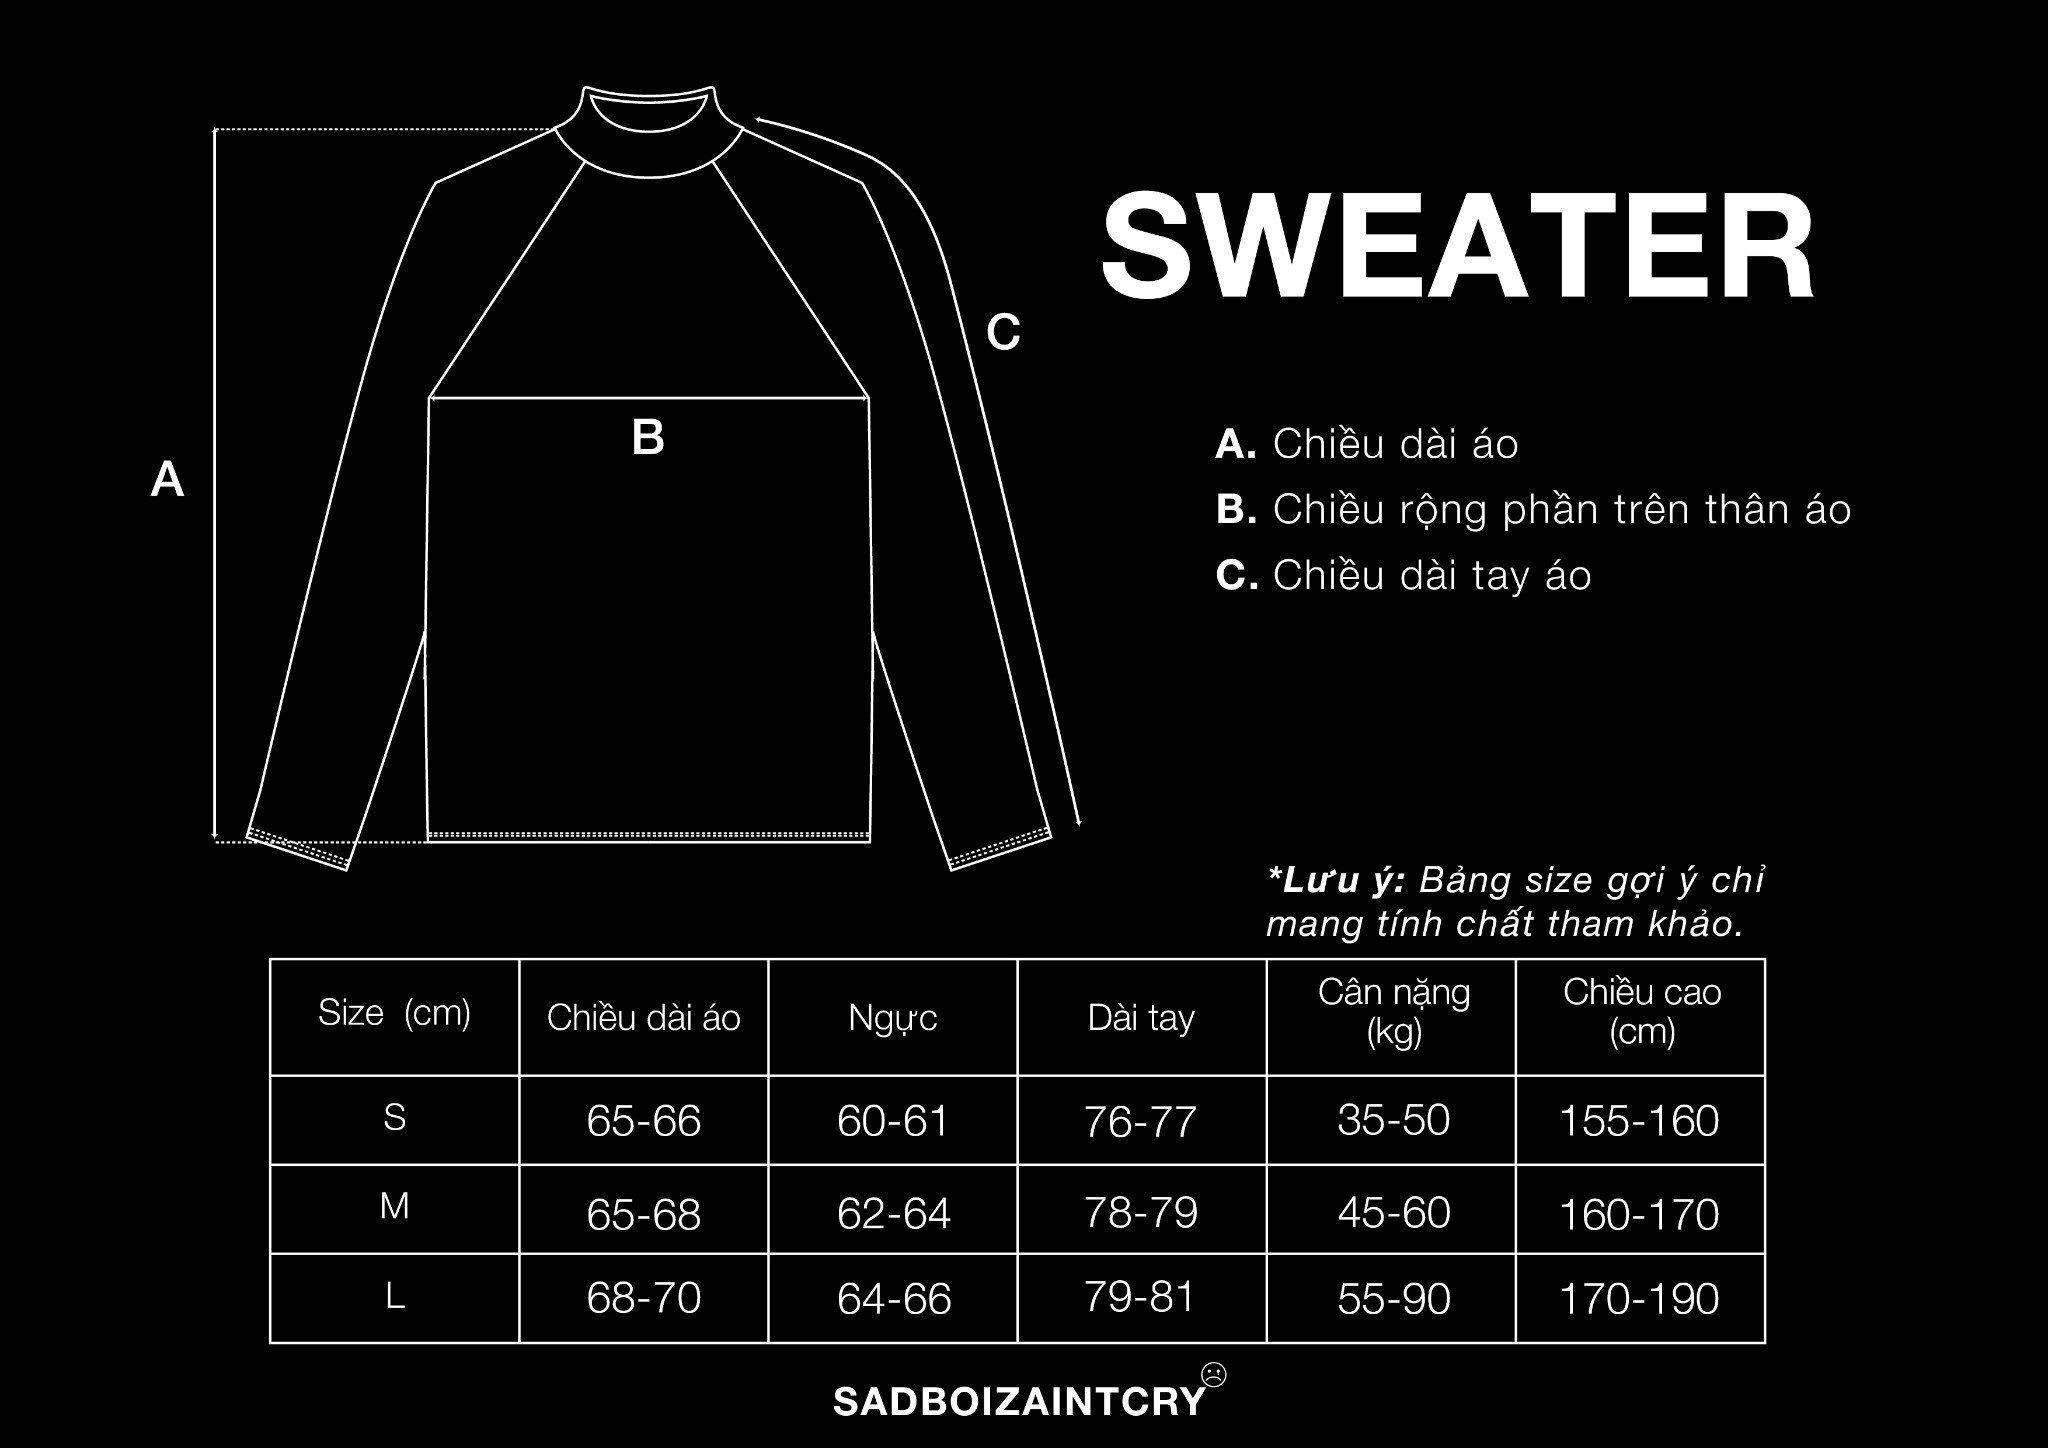 SWEATER
A
B
C
A. Chiều dài áo
B. Chiều rộng phần trên thân áo
C. Chiều dài tay áo
*Lưu ý: Bảng size gợi ý chỉ
mang tính chất tham khảo.
Size (cm) Chiều dài áo Ngực Dài tay Cân nặng (kg) Chiều cao (cm)
S 65-66 60-61 76-77 35-50 155-160
M 65-68 62-64 78-79 45-60 160-170
L 68-70 64-66 79-81 55-90 170-190
SADBOIZAINTCRY